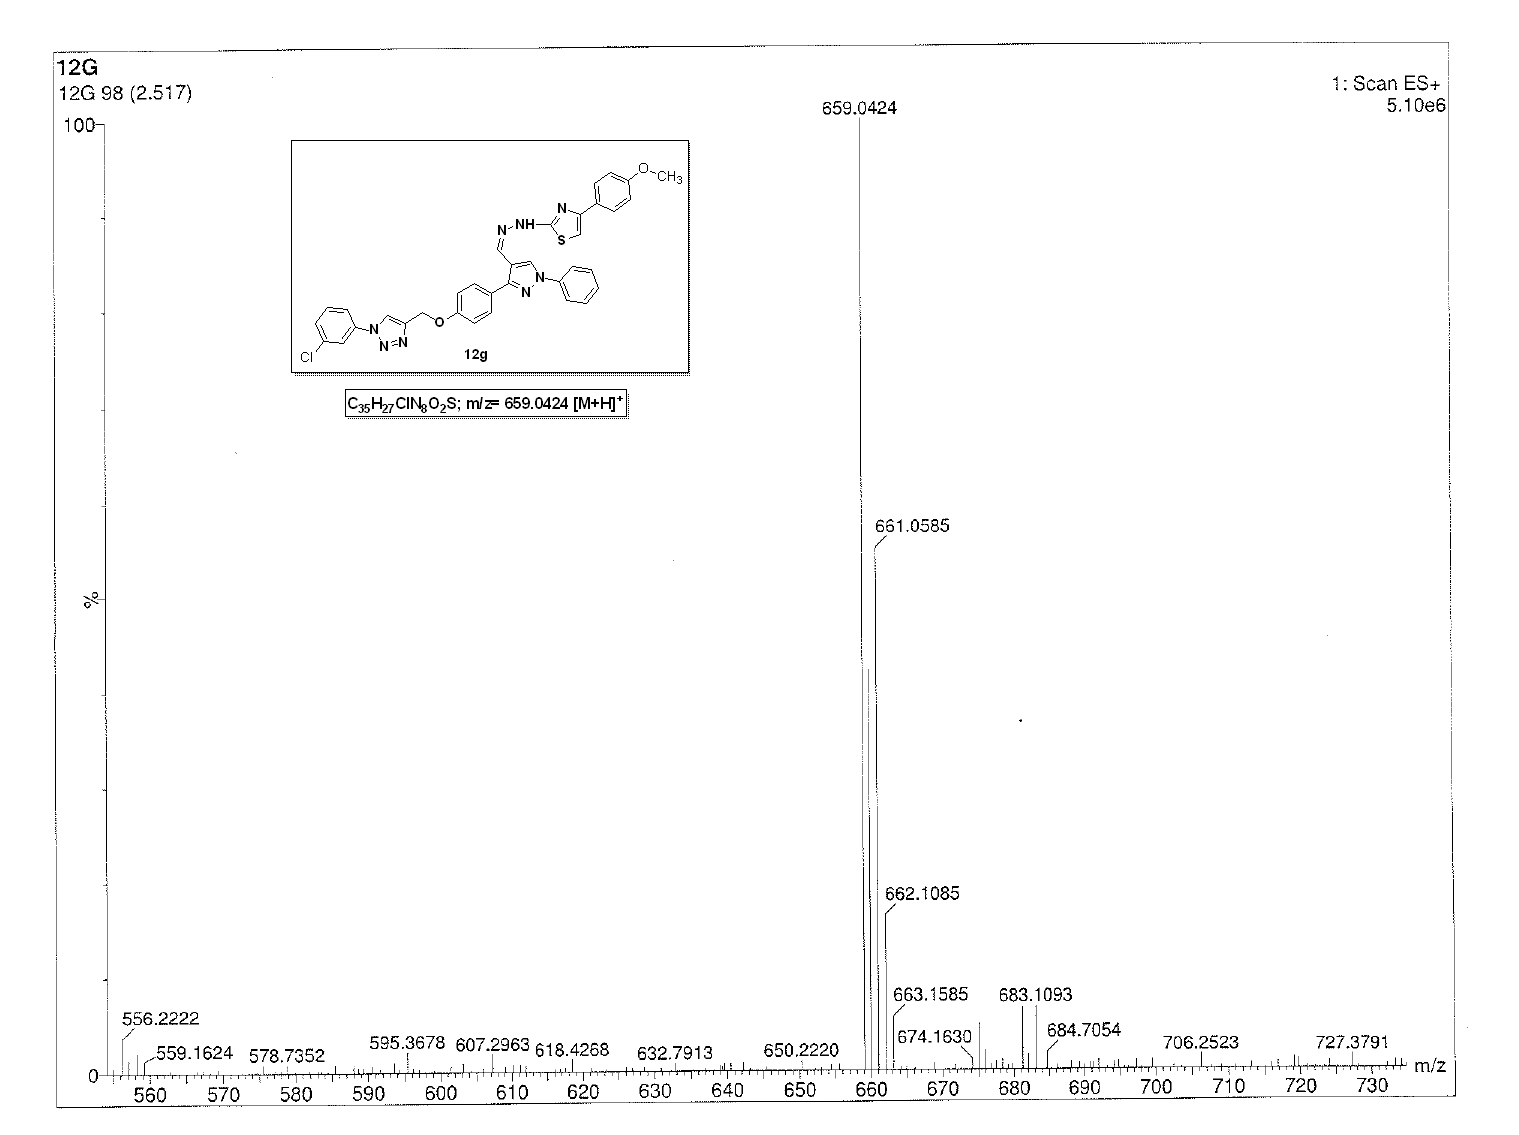 12G
12G 98 (2.517)
1: Scan ES+
5.10e6
659.0424
100
O
CH3
N
NH
N
S
N
N
O
N
N=N
Cl
12g
C35H27ClN8O2S; m/z= 659.0424 [M+H]+
661.0585
%
662.1085
663.1585
683.1093
674.1630
684.7054
556.2222
559.1624
578.7352
595.3678
607.2963
618.4268
632.7913
650.2220
706.2523
727.3791
0
m/z
560 570 580 590 600 610 620 630 640 650 660 670 680 690 700 710 720 730